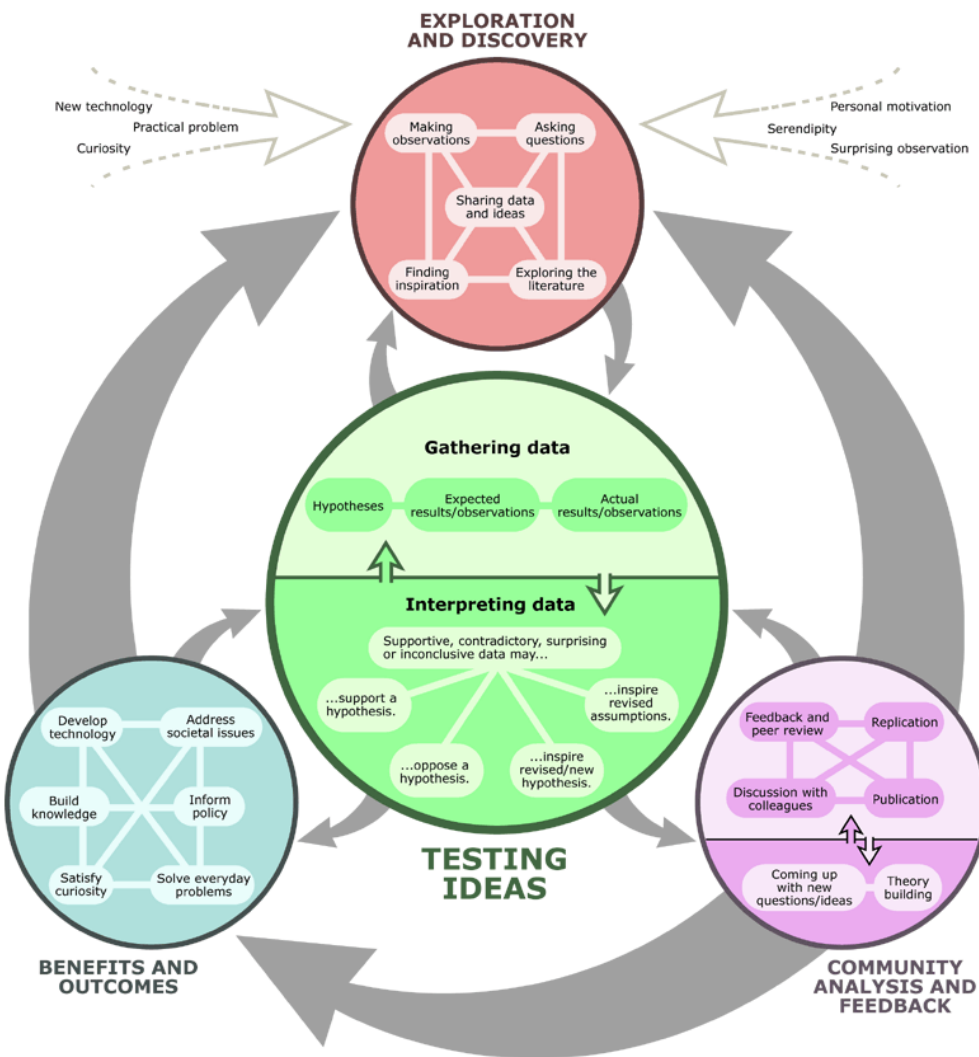 EXPLORATION
AND DISCOVERY
New technology
Practical problem
Curiosity
Personal motivation
Serendipity
Surprising observation
Making
observations
Asking
questions
Sharing data
and ideas
Finding
inspiration
Exploring the
literature
Gathering data
Hypotheses
Expected
results/observations
Actual
results/observations
Interpreting data
Supportive, contradictory, surprising
or inconclusive data may...
...support a
hypothesis.
...oppose a
hypothesis.
...inspire
revised/new
hypothesis.
...inspire
revised
assumptions.
TESTING
IDEAS
Develop
technology
Address
societal issues
Build
knowledge
Inform
policy
Satisfy
curiosity
Solve everyday
problems
BENEFITS AND
OUTCOMES
Feedback and
peer review
Replication
Discussion with
colleagues
Publication
Coming up
with new
questions/ideas
Theory
building
COMMUNITY
ANALYSIS AND
FEEDBACK